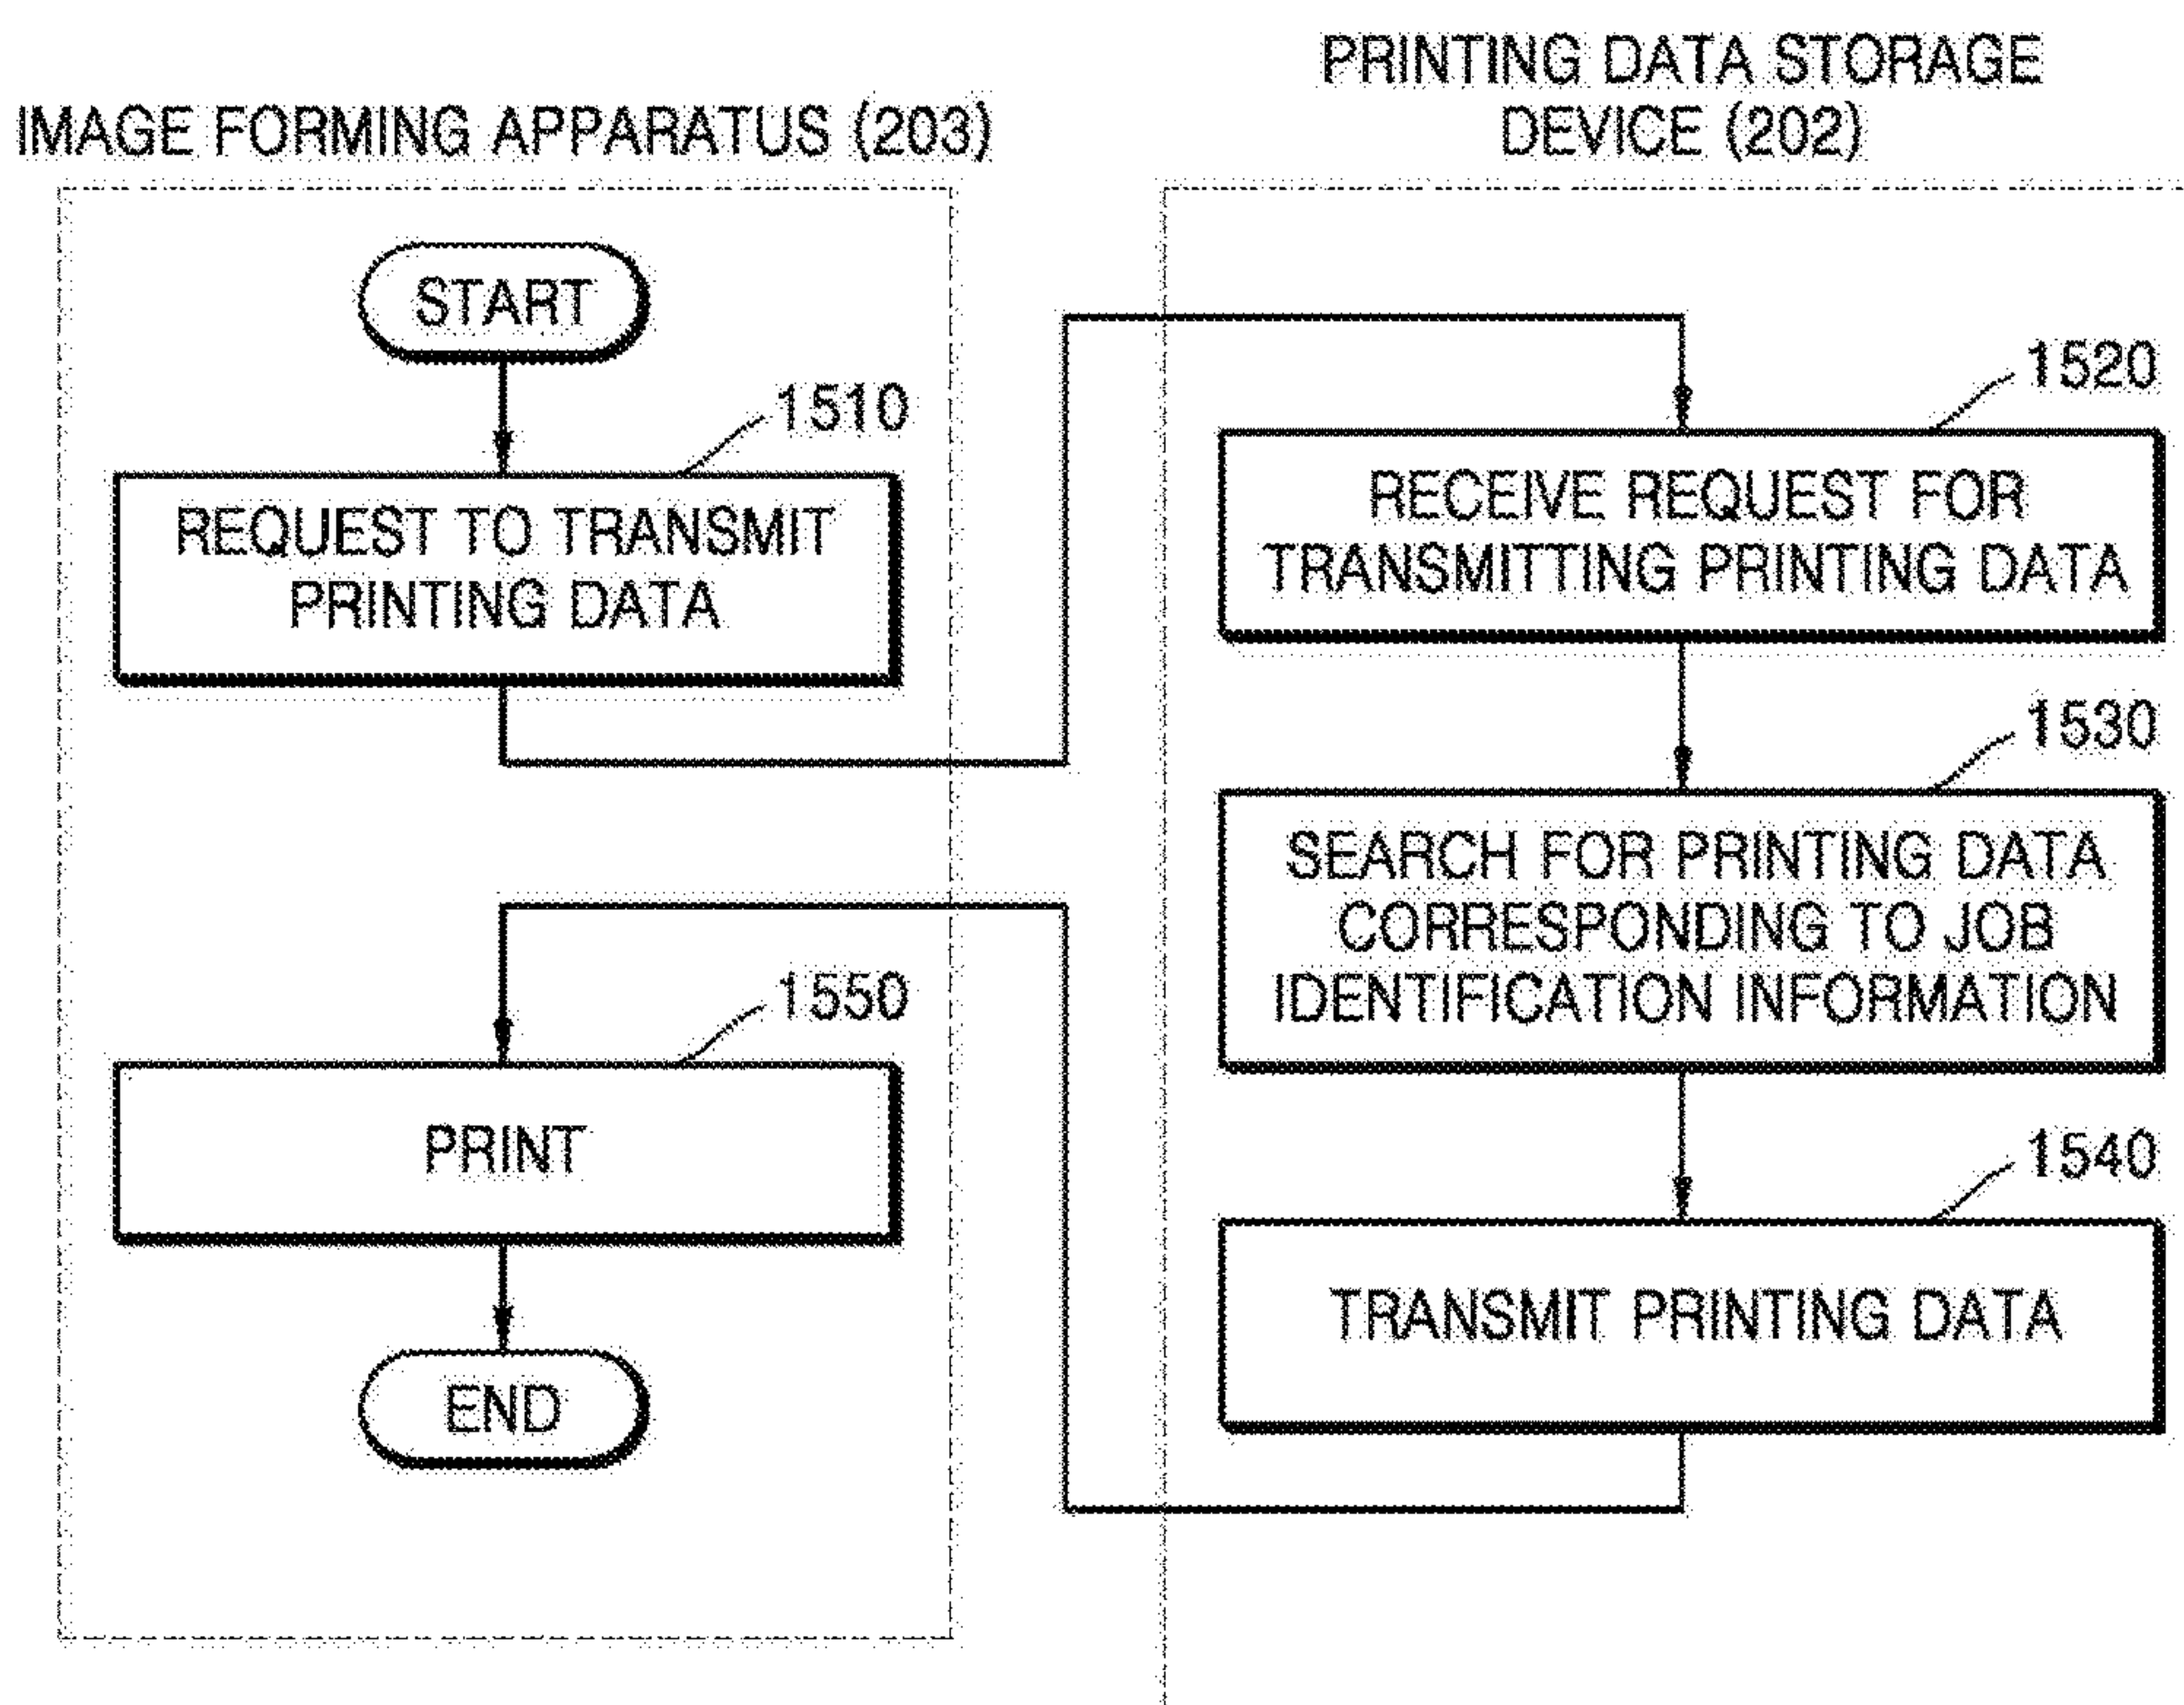 IMAGE FORMING APPARATUS (203)
START
1510
REQUEST TO TRANSMIT
PRINTING DATA
1550
PRINT
END
PRINTING DATA STORAGE
DEVICE (202)
1520
RECEIVE REQUEST FOR
TRANSMITTING PRINTING DATA
1530
SEARCH FOR PRINTING DATA
CORRESPONDING TO JOB
IDENTIFICATION INFORMATION
1540
TRANSMIT PRINTING DATA